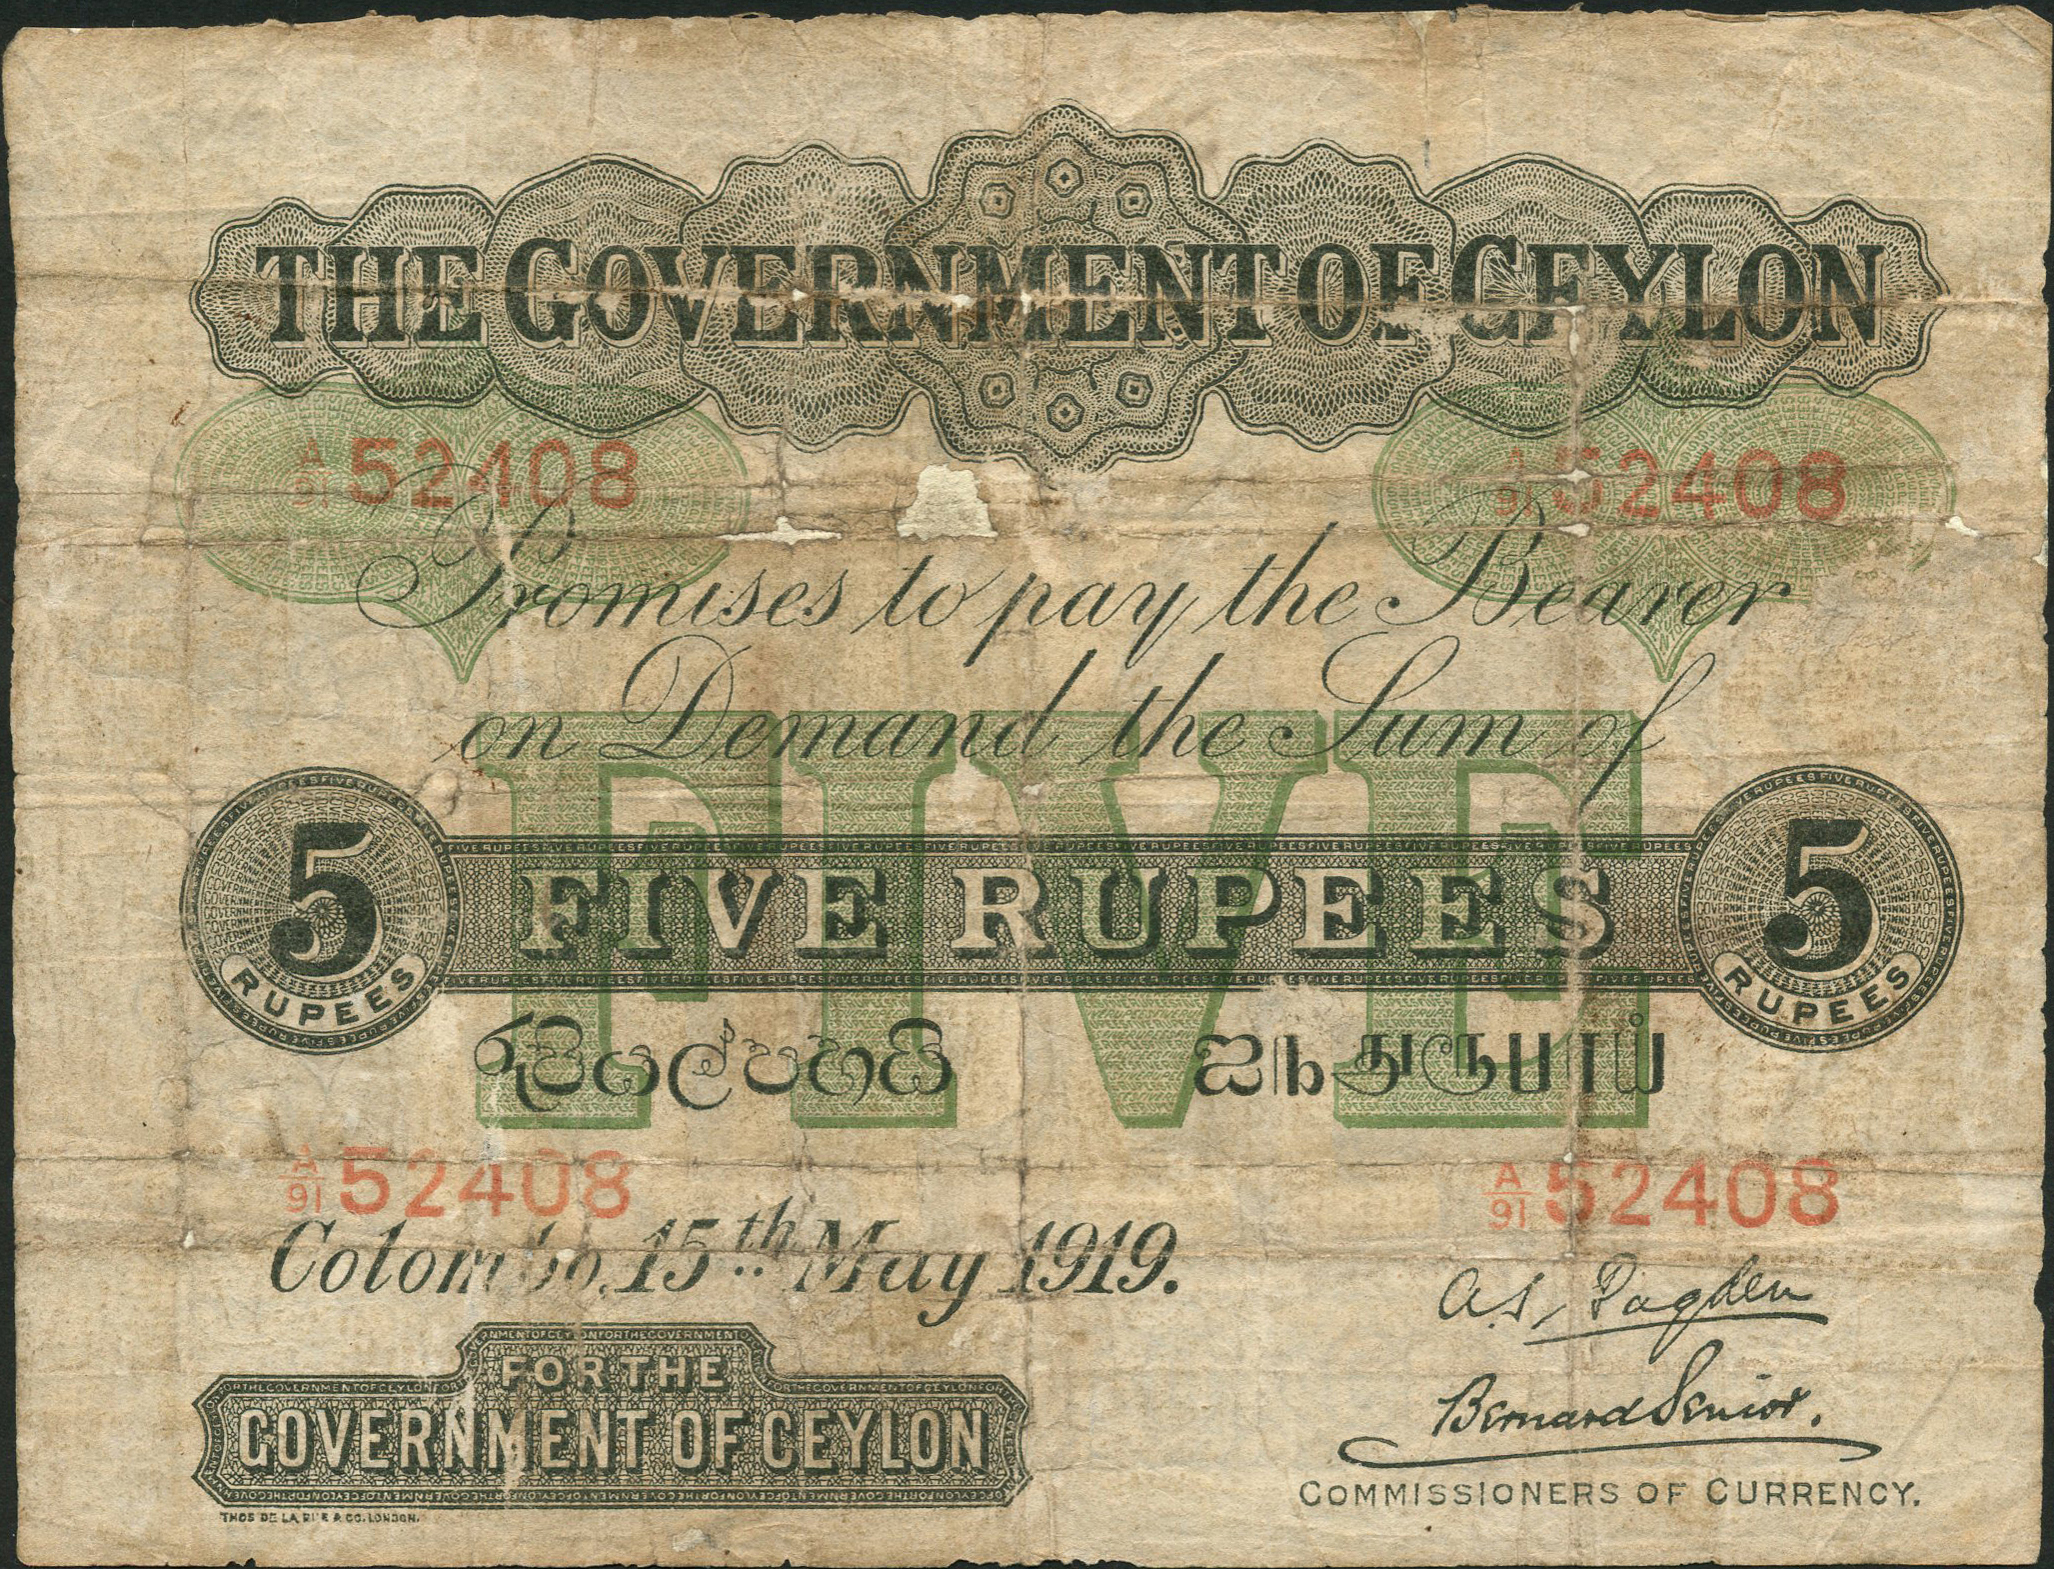 THE GOVERNMENT OF CEYLON
A/91 52408 A/91 52408
Promises to pay the Bearer
on Demand the Sum of
FIVE
5 RUPEES FIVE RUPEES 5 RUPEES
රුපියල් පහයි ஐந்து ரூபாய்
A/91 52408 A/91 52408
Colombo, 15th May 1919.
A.S. Pagden
Bernard Senior.
FOR THE
GOVERNMENT OF CEYLON
COMMISSIONERS OF CURRENCY.
THOS DE LA RUE & CO. LONDON.